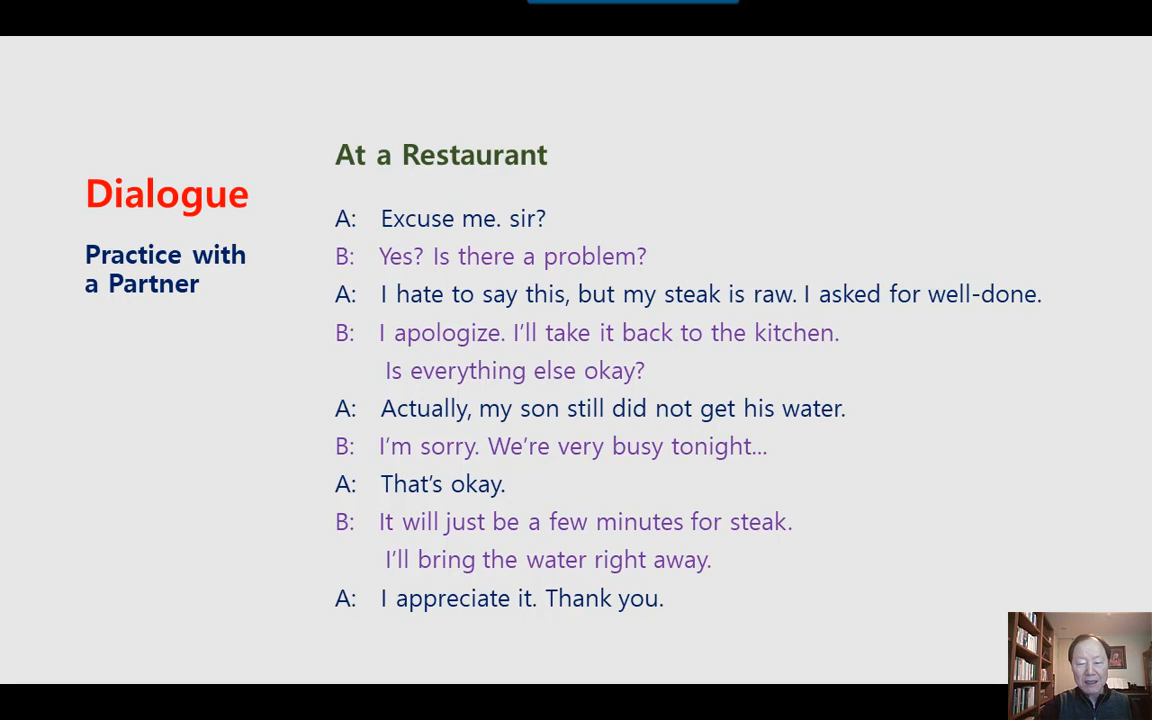 At a Restaurant
Dialogue
Practice with
a Partner
A: Excuse me. sir?
B: Yes? Is there a problem?
A: I hate to say this, but my steak is raw. I asked for well-done.
B: I apologize. I'll take it back to the kitchen.
Is everything else okay?
A: Actually, my son still did not get his water.
B: I'm sorry. We're very busy tonight...
A: That's okay.
B: It will just be a few minutes for steak.
I'll bring the water right away.
A: I appreciate it. Thank you.